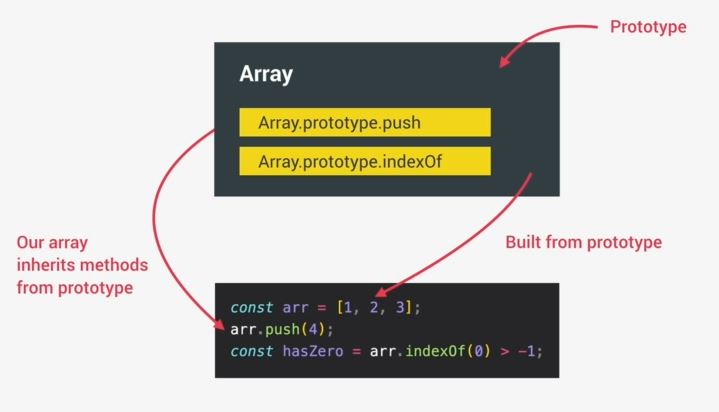 Prototype
Array
Array.prototype.push
Array.prototype.indexOf
Our array
inherits methods
from prototype
Built from prototype
const arr = [1, 2, 3];
arr.push(4);
const hasZero = arr.indexOf(0) > -1;